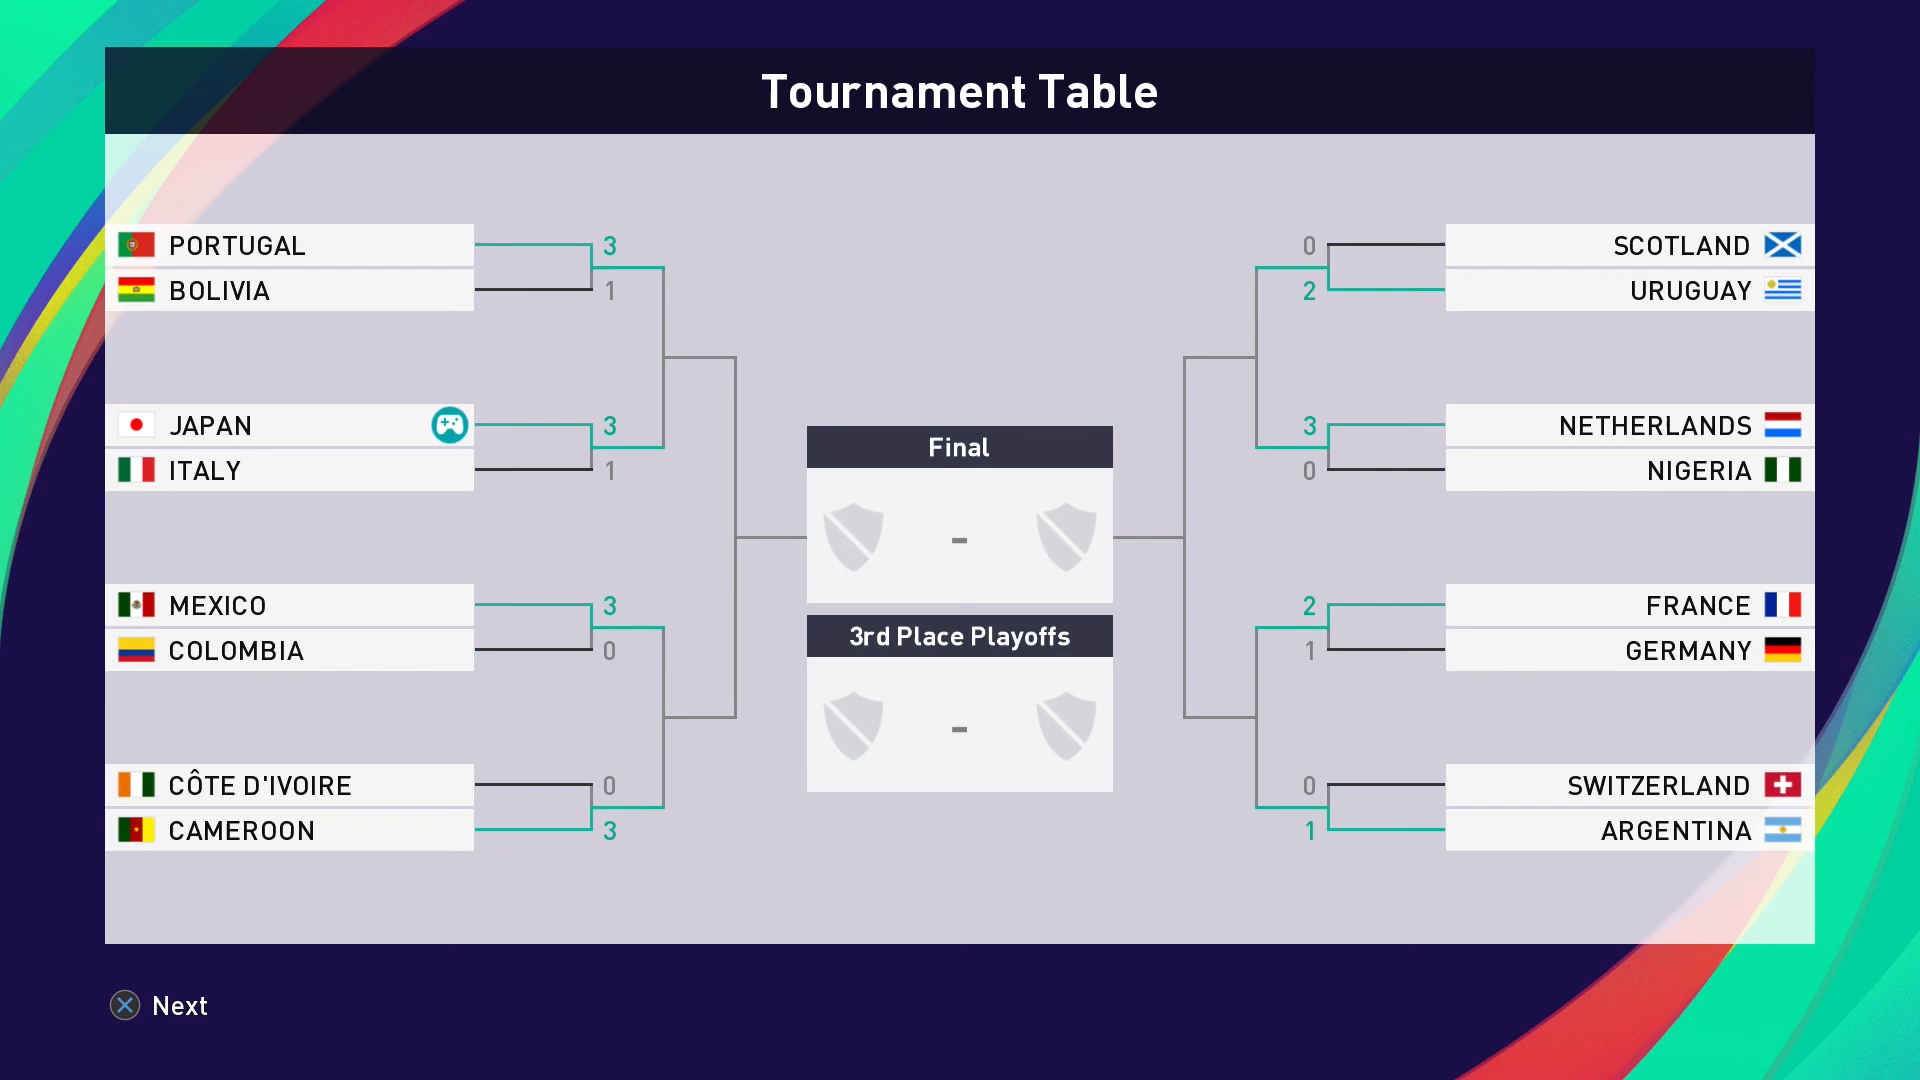 Tournament Table
PORTUGAL 3
BOLIVIA 1
JAPAN 3
ITALY 1
MEXICO 3
COLOMBIA 0
CÔTE D'IVOIRE 0
CAMEROON 3
Final
-
3rd Place Playoffs
-
0 SCOTLAND
2 URUGUAY
3 NETHERLANDS
0 NIGERIA
2 FRANCE
1 GERMANY
0 SWITZERLAND
1 ARGENTINA
Next